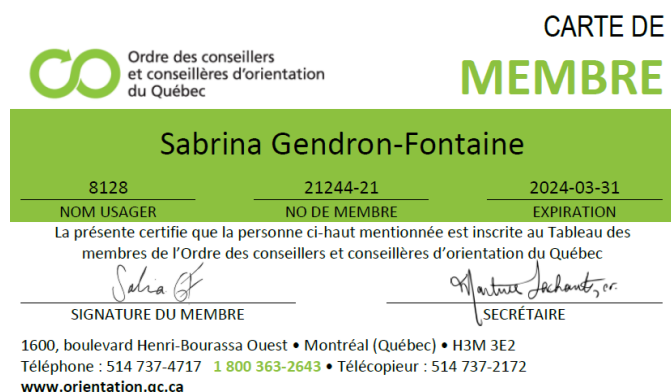 CARTE DE
MEMBRE
Ordre des conseillers
et conseillères d'orientation
du Québec
Sabrina Gendron-Fontaine
8128 21244-21 2024-03-31
NOM USAGER NO DE MEMBRE EXPIRATION
La présente certifie que la personne ci-haut mentionnée est inscrite au Tableau des
membres de l'Ordre des conseillers et conseillères d'orientation du Québec
SIGNATURE DU MEMBRE SECRÉTAIRE
1600, boulevard Henri-Bourassa Ouest • Montréal (Québec) • H3M 3E2
Téléphone : 514 737-4717 1 800 363-2643 • Télécopieur : 514 737-2172
www.orientation.qc.ca